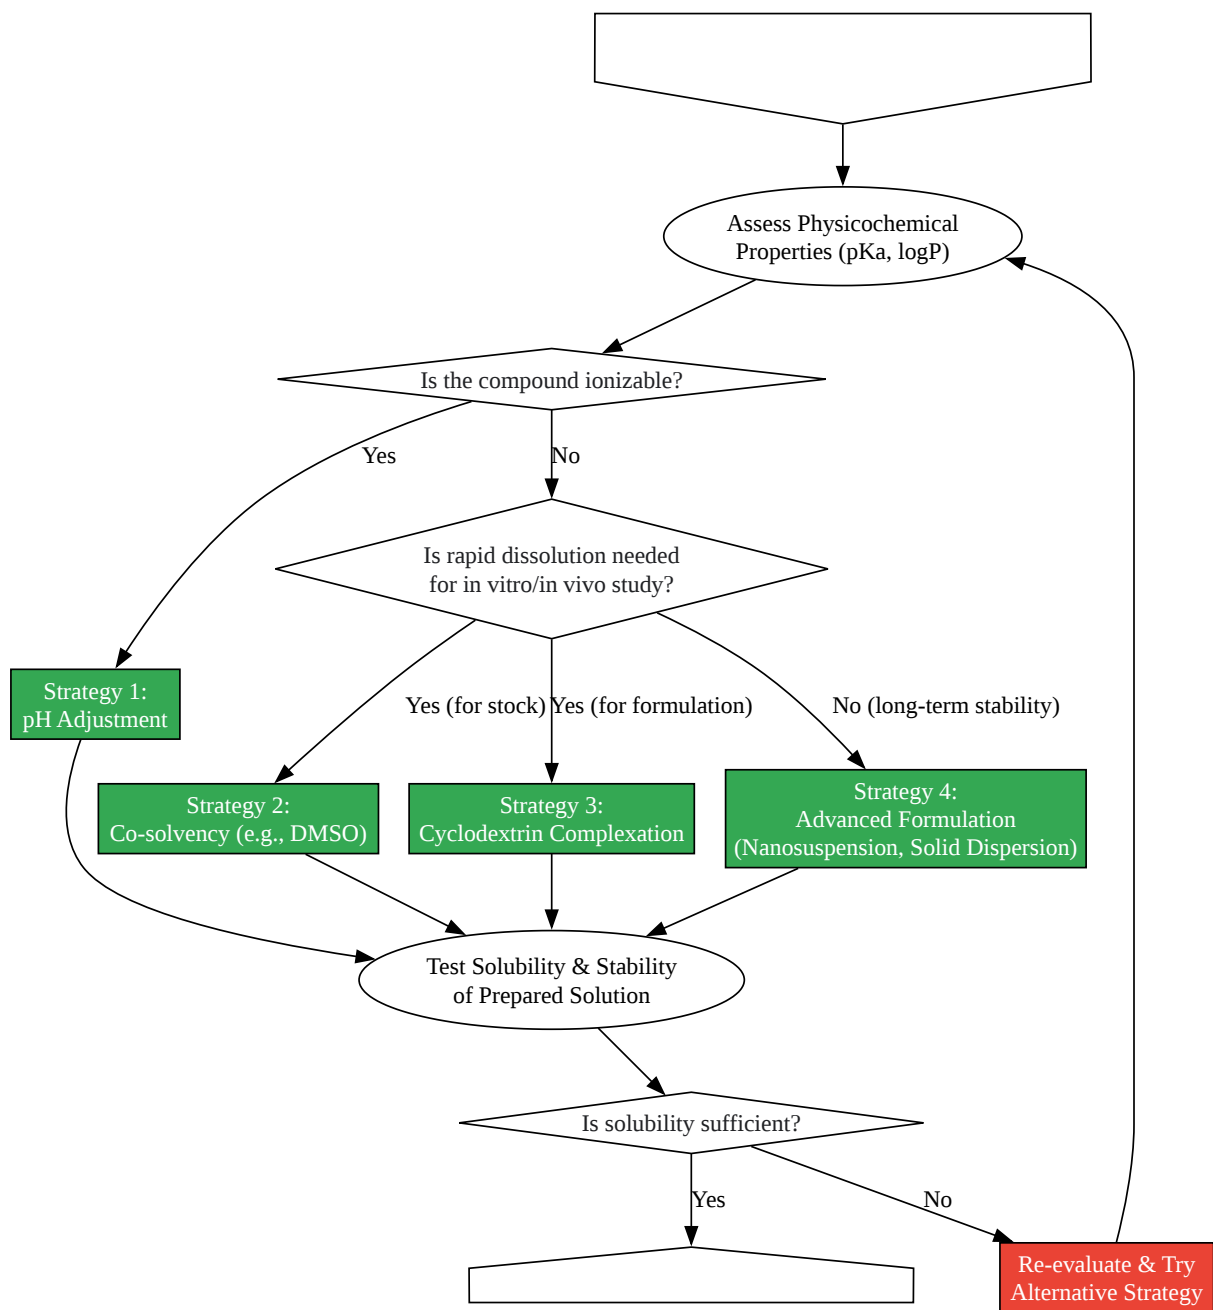 Assess Physicochemical
Properties (pKa, logP)
Is the compound ionizable?
Yes
No
Is rapid dissolution needed
for in vitro/in vivo study?
Strategy 1:
pH Adjustment
Yes (for stock)
Yes (for formulation)
No (long-term stability)
Strategy 2:
Co-solvency (e.g., DMSO)
Strategy 3:
Cyclodextrin Complexation
Strategy 4:
Advanced Formulation
(Nanosuspension, Solid Dispersion)
Test Solubility & Stability
of Prepared Solution
Is solubility sufficient?
Yes
No
Re-evaluate & Try
Alternative Strategy